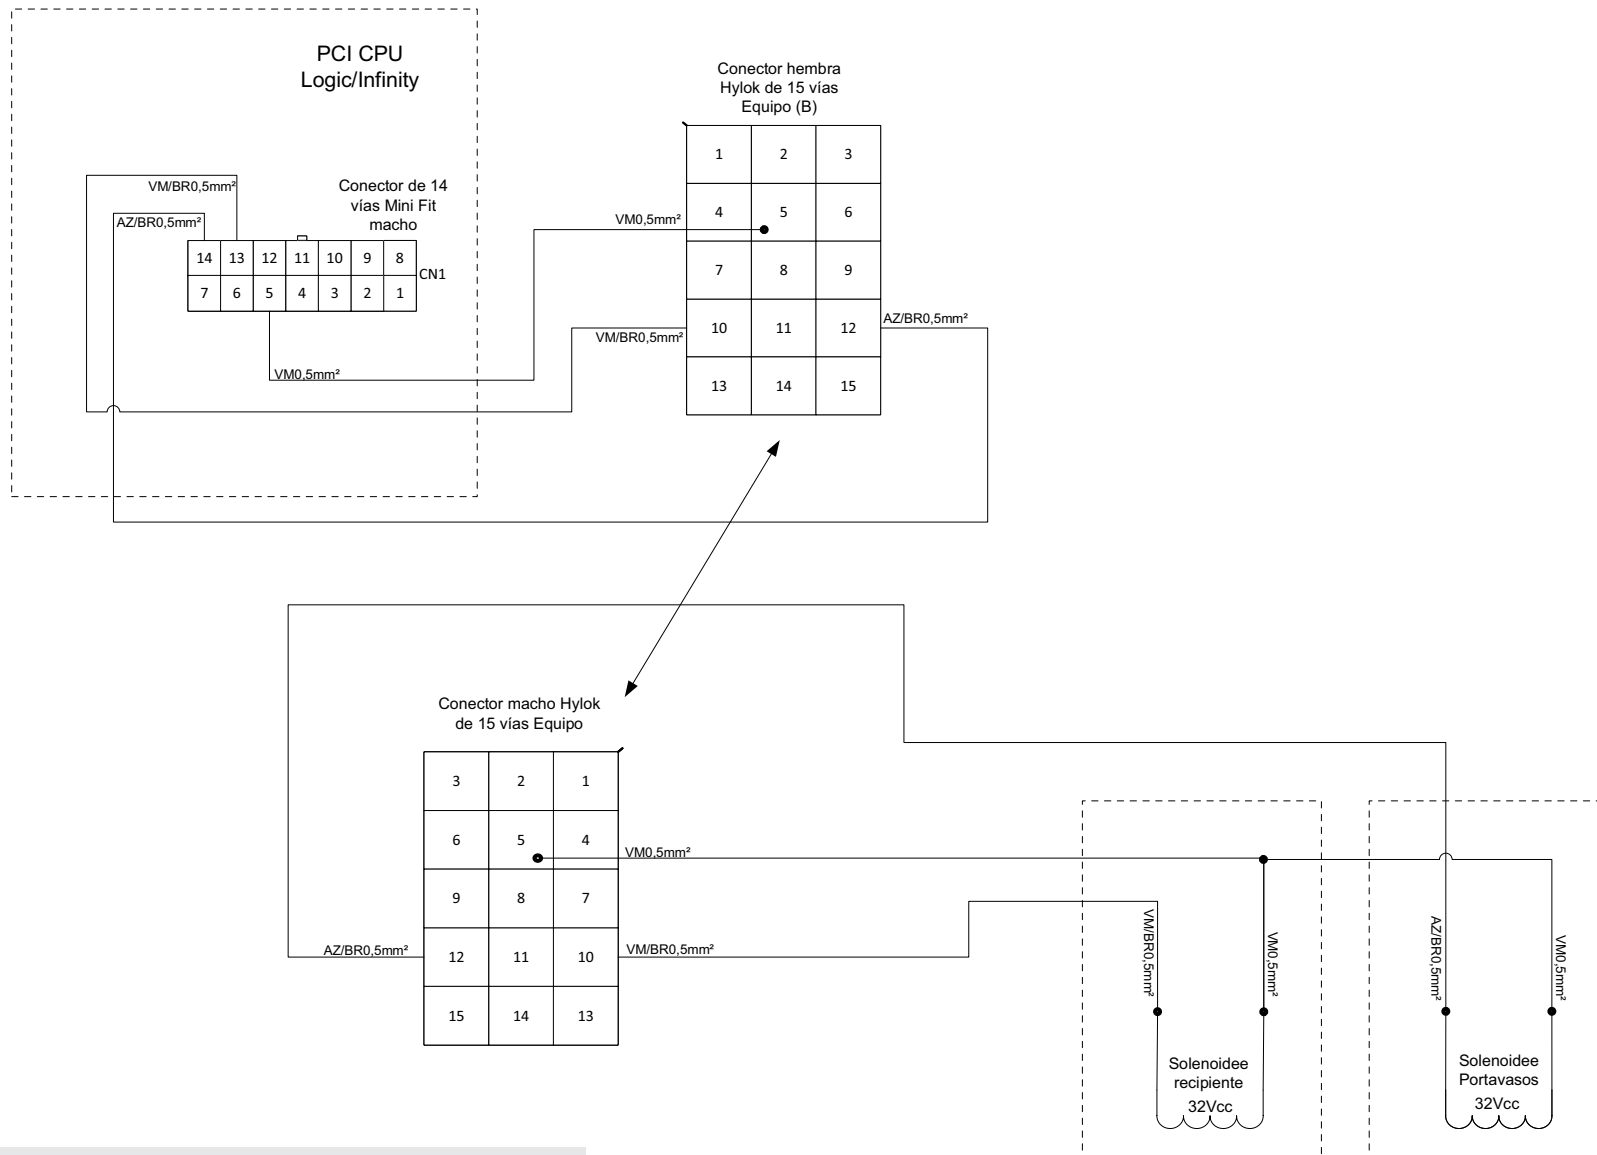 PCI CPU
Logic/Infinity
Conector hembra
Hylok de 15 vías
Equipo (B)
1 2 3
4 5 6
7 8 9
10 11 12
13 14 15
VM0,5mm²
VM/BR0,5mm²
AZ/BR0,5mm²
VM/BR0,5mm²
AZ/BR0,5mm²
Conector de 14
vías Mini Fit
macho
14 13 12 11 10 9 8
7 6 5 4 3 2 1
CN1
VM0,5mm²
Conector macho Hylok
de 15 vías Equipo
3 2 1
6 5 4
9 8 7
12 11 10
15 14 13
VM0,5mm²
AZ/BR0,5mm²
VM/BR0,5mm²
VM/BR0,5mm²
VM0,5mm²
AZ/BR0,5mm²
VM0,5mm²
Solenoidee
recipiente
32Vcc
Solenoidee
Portavasos
32Vcc